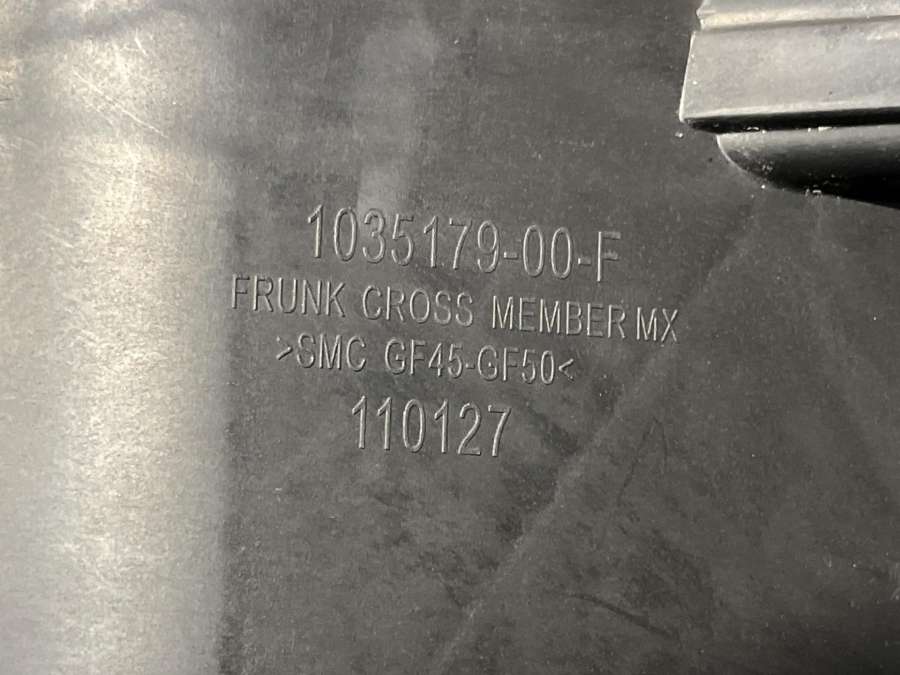 1035179-00-F
FRUNK CROSS MEMBER MX
>SMC GF45-GF50<
110127